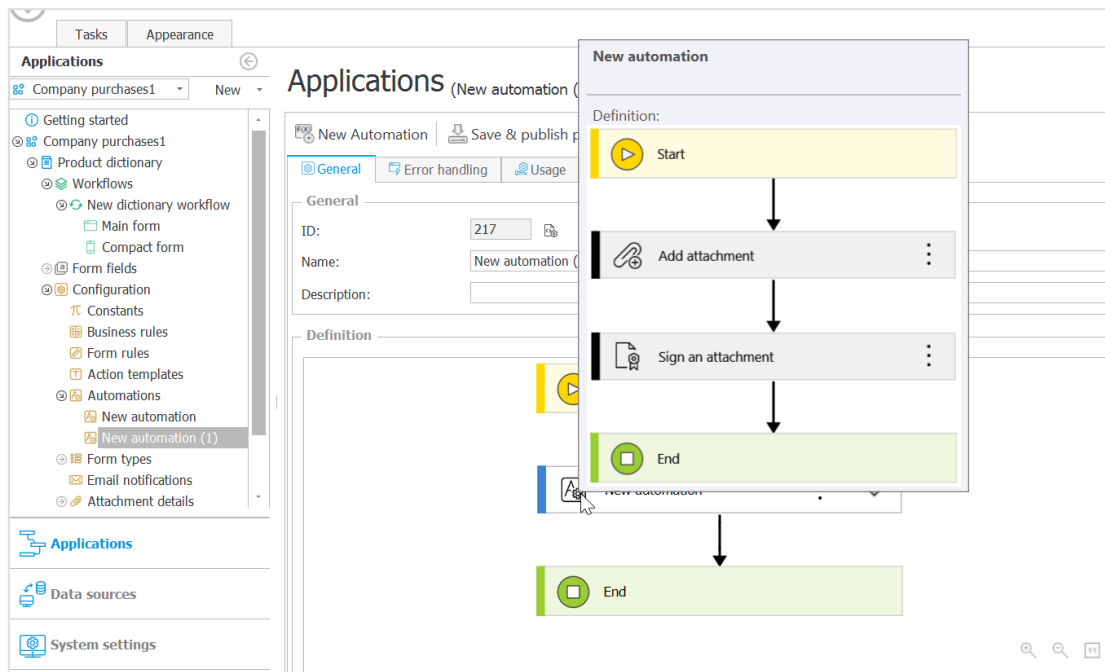 Tasks
Appearance
Applications
Company purchases1
New
Getting started
Company purchases1
Product dictionary
Workflows
New dictionary workflow
Main form
Compact form
Form fields
Configuration
Constants
Business rules
Form rules
Action templates
Automations
New automation
New automation (1)
Form types
Email notifications
Attachment details
Applications
Data sources
System settings
Applications (New automation (
New Automation
Save & publish p
General
Error handling
Usage
General
ID:
217
Name:
New automation (
Description:
Definition
New automation
End
New automation
Definition:
Start
Add attachment
Sign an attachment
End